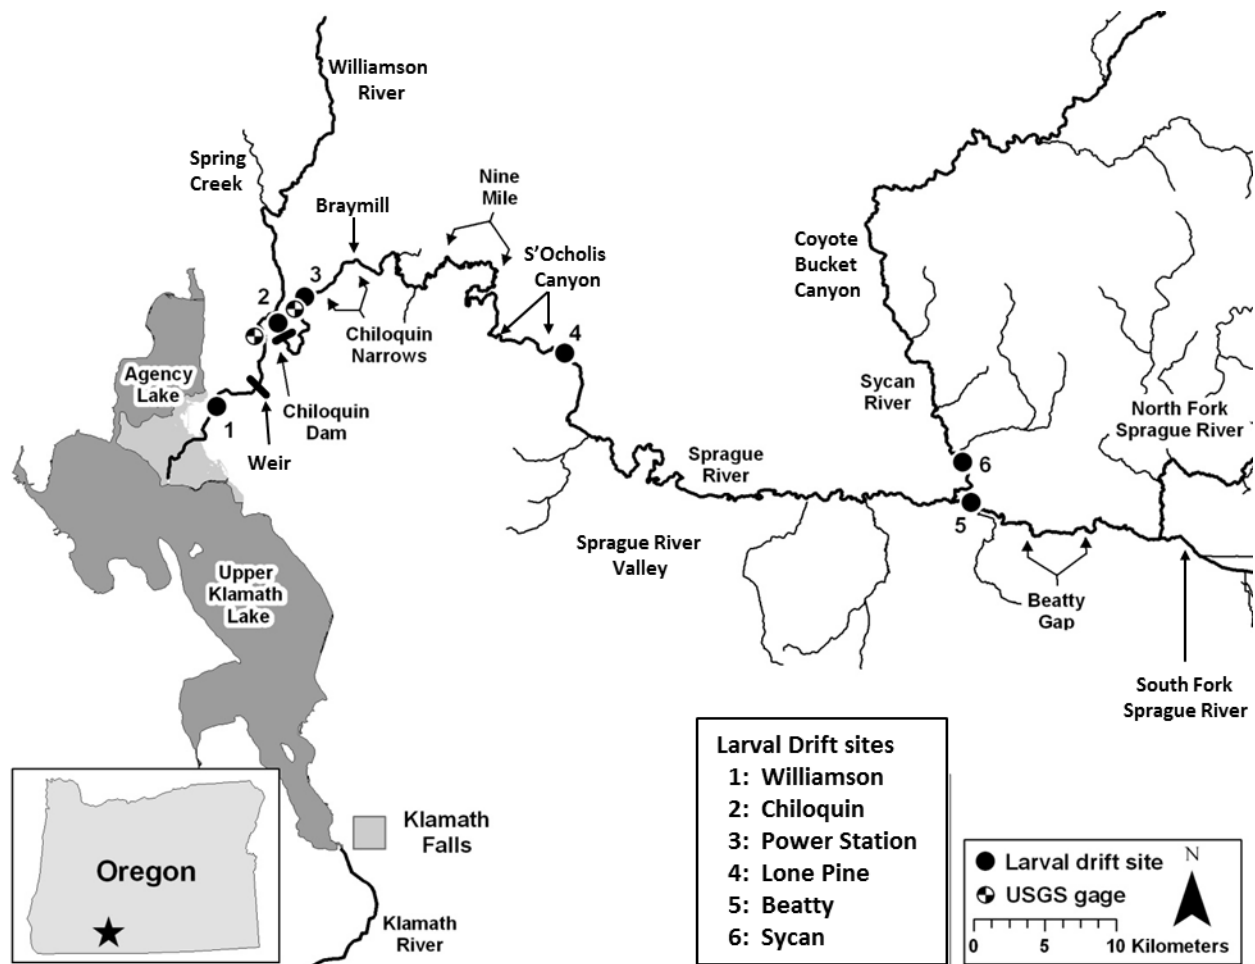 Williamson
River
Spring
Creek
Braymill
Nine
Mile
S'Ocholis
Canyon
Coyote
Bucket
Canyon
3
2
4
Chiloquin
Narrows
Agency
Lake
1
Chiloquin
Dam
Weir
Sycan
River
North Fork
Sprague River
Sprague
River
6
5
Sprague River
Valley
Upper
Klamath
Lake
Beatty
Gap
South Fork
Sprague River
Larval Drift sites
1: Williamson
2: Chiloquin
3: Power Station
4: Lone Pine
5: Beatty
6: Sycan
Klamath
Falls
Oregon
Klamath
River
Larval drift site
USGS gage
N
0 5 10 Kilometers